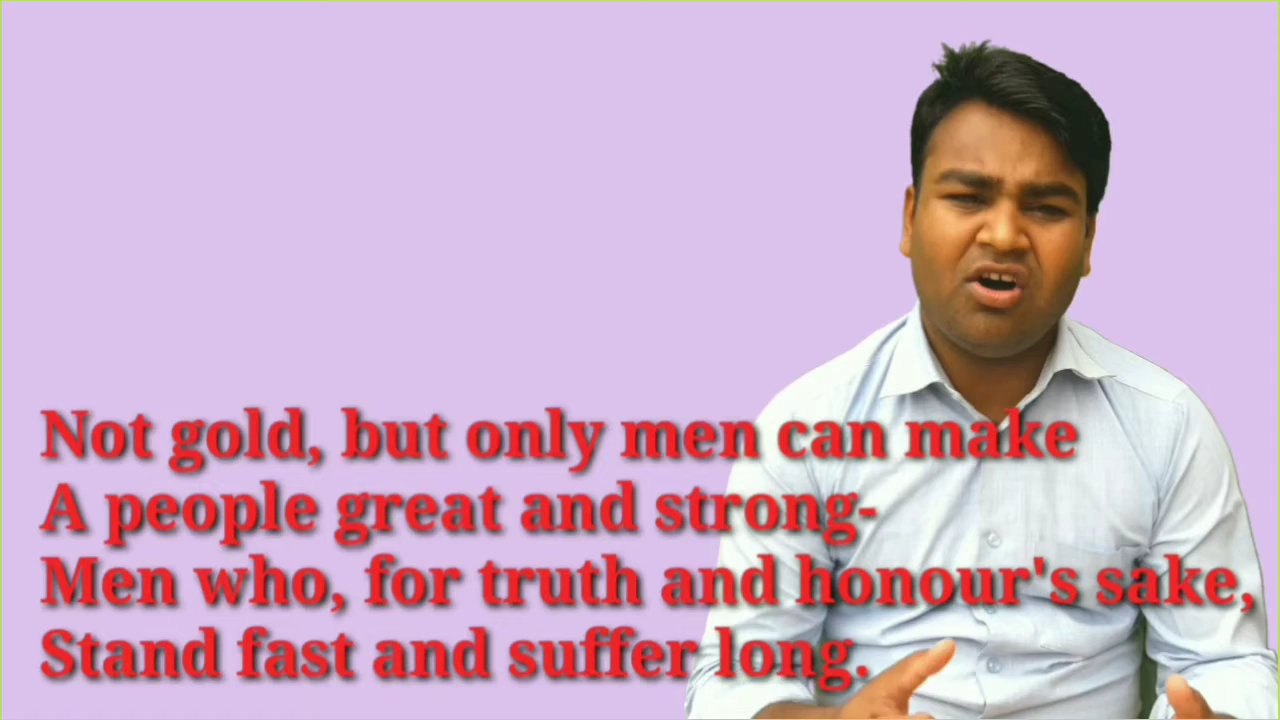 Not gold, but only men can make
A people great and strong-
Men who, for truth and honour's sake,
Stand fast and suffer long.